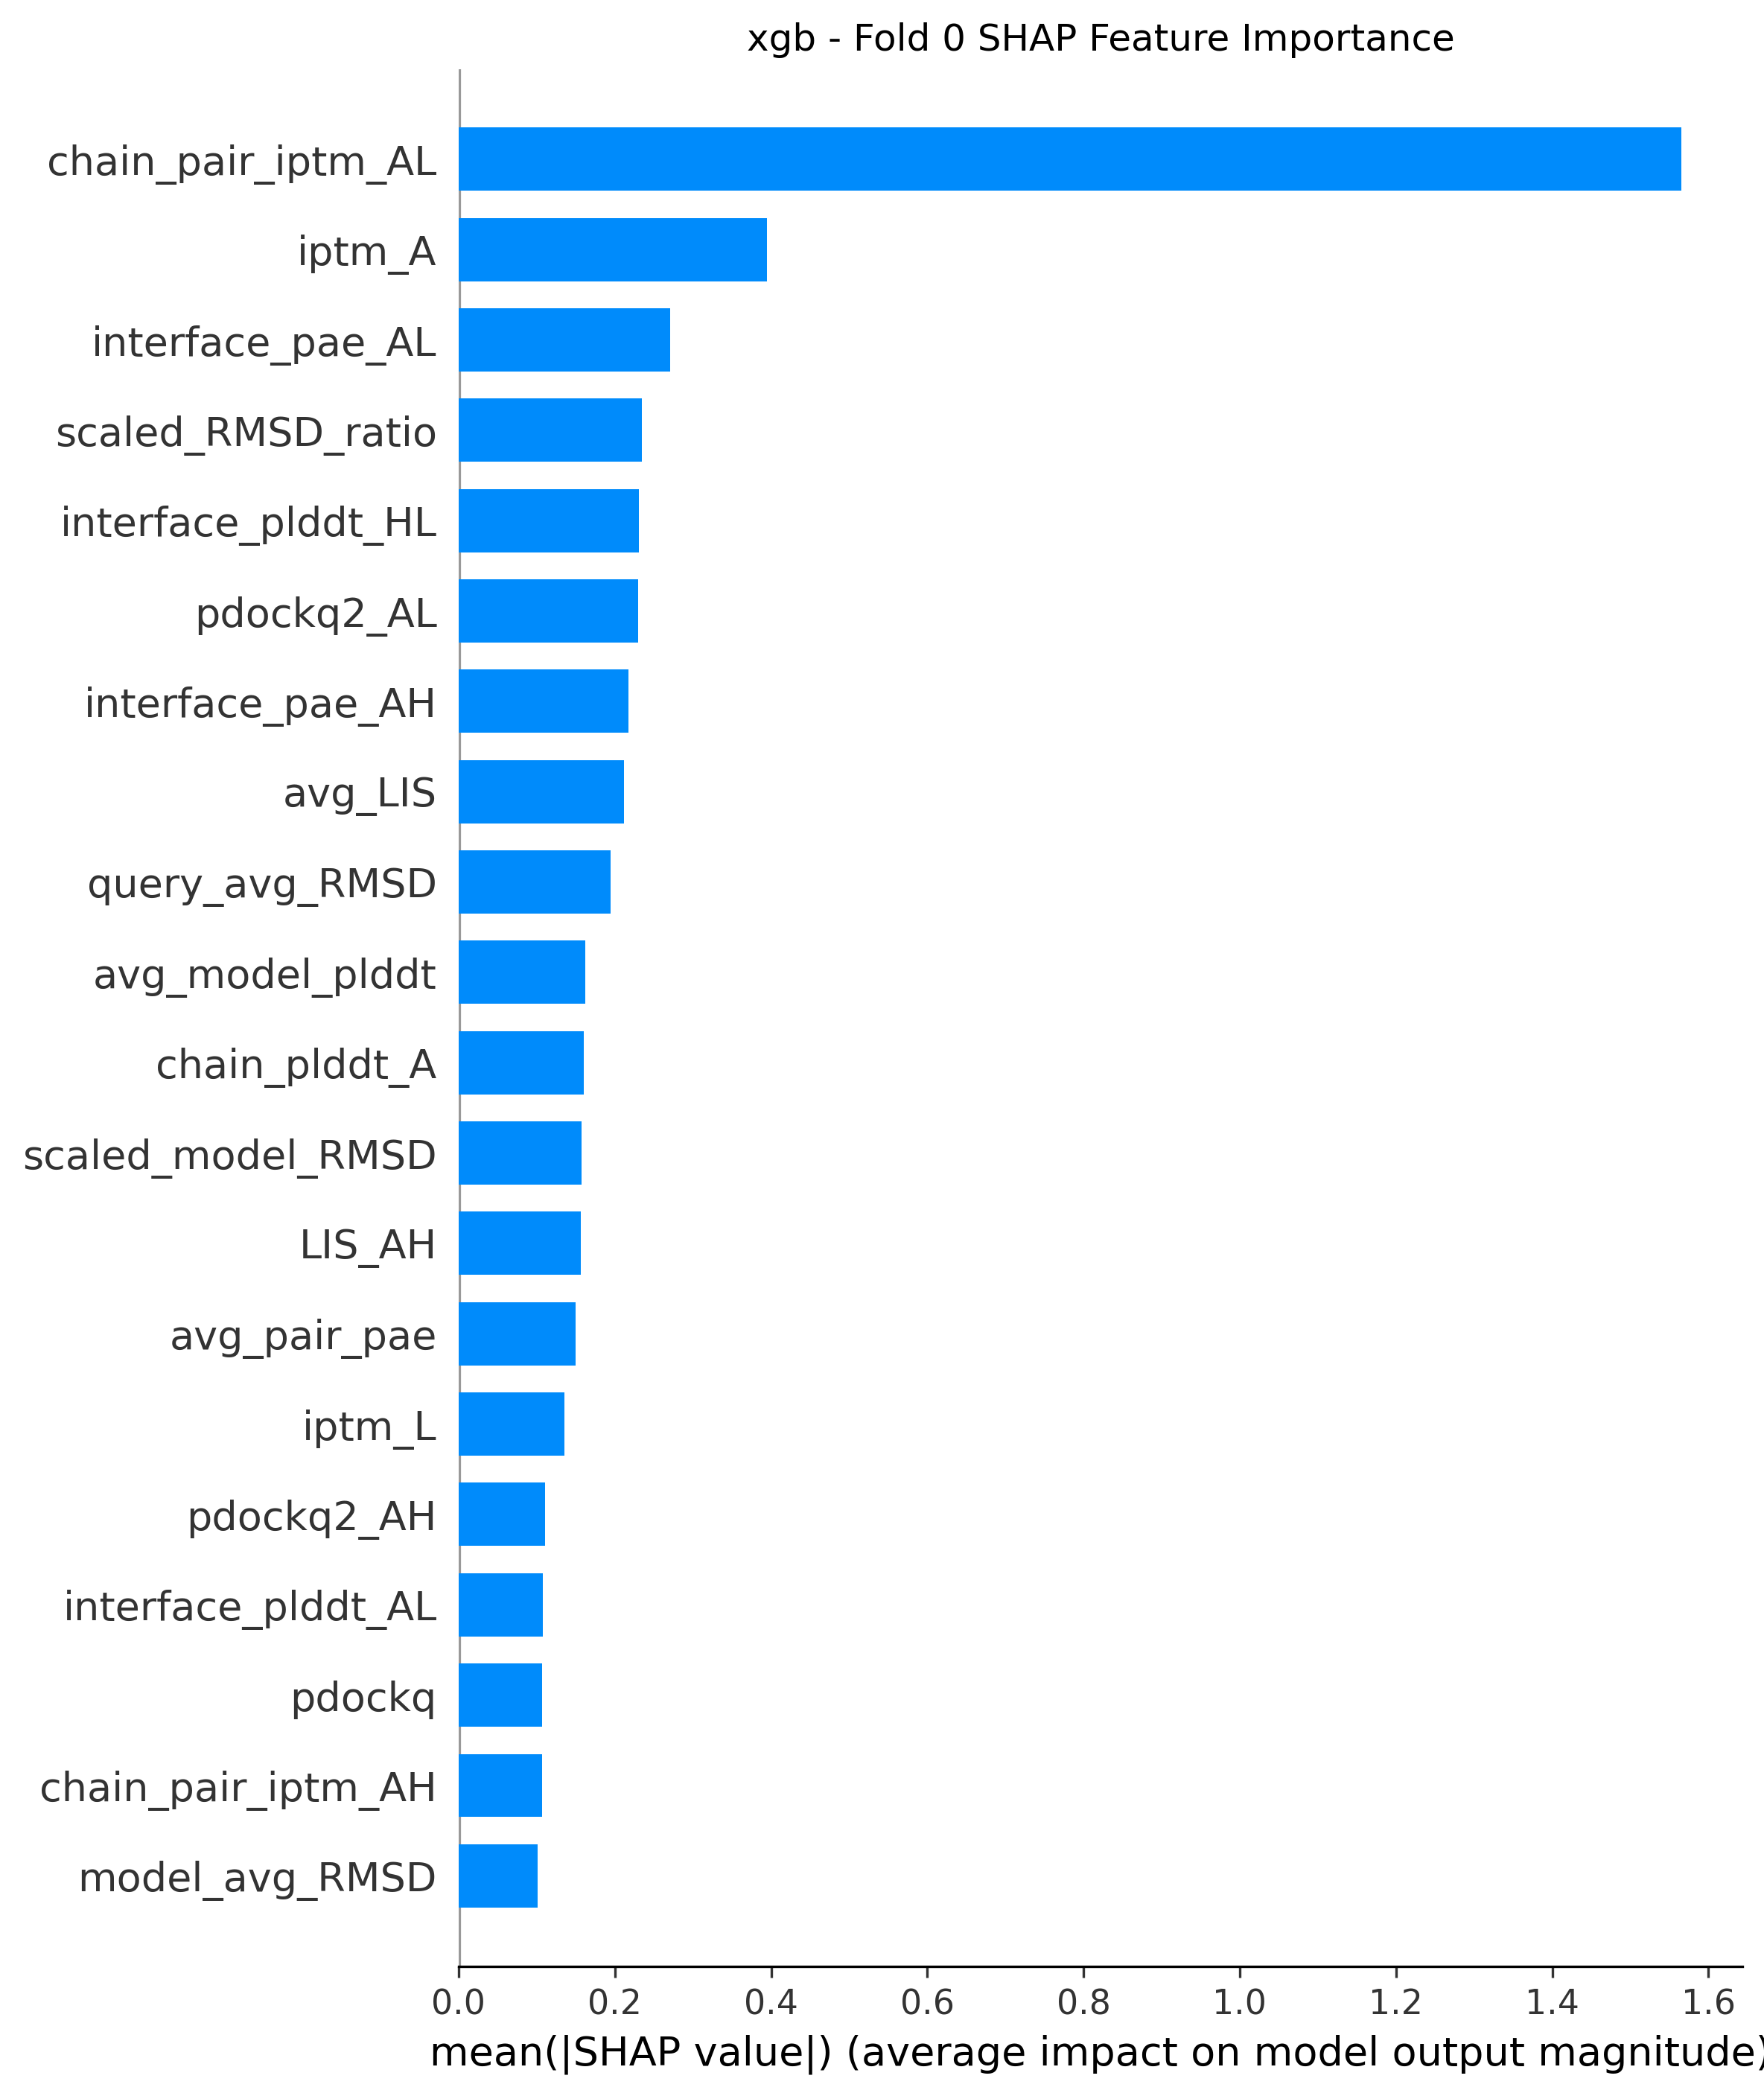 xgb - Fold 0 SHAP Feature Importance
chain_pair_iptm_AL
iptm_A
interface_pae_AL
scaled_RMSD_ratio
interface_plddt_HL
pdockq2_AL
interface_pae_AH
avg_LIS
query_avg_RMSD
avg_model_plddt
chain_plddt_A
scaled_model_RMSD
LIS_AH
avg_pair_pae
iptm_L
pdockq2_AH
interface_plddt_AL
pdockq
chain_pair_iptm_AH
model_avg_RMSD
0.0 0.2 0.4 0.6 0.8 1.0 1.2 1.4 1.6
mean(|SHAP value|) (average impact on model output magnitude)